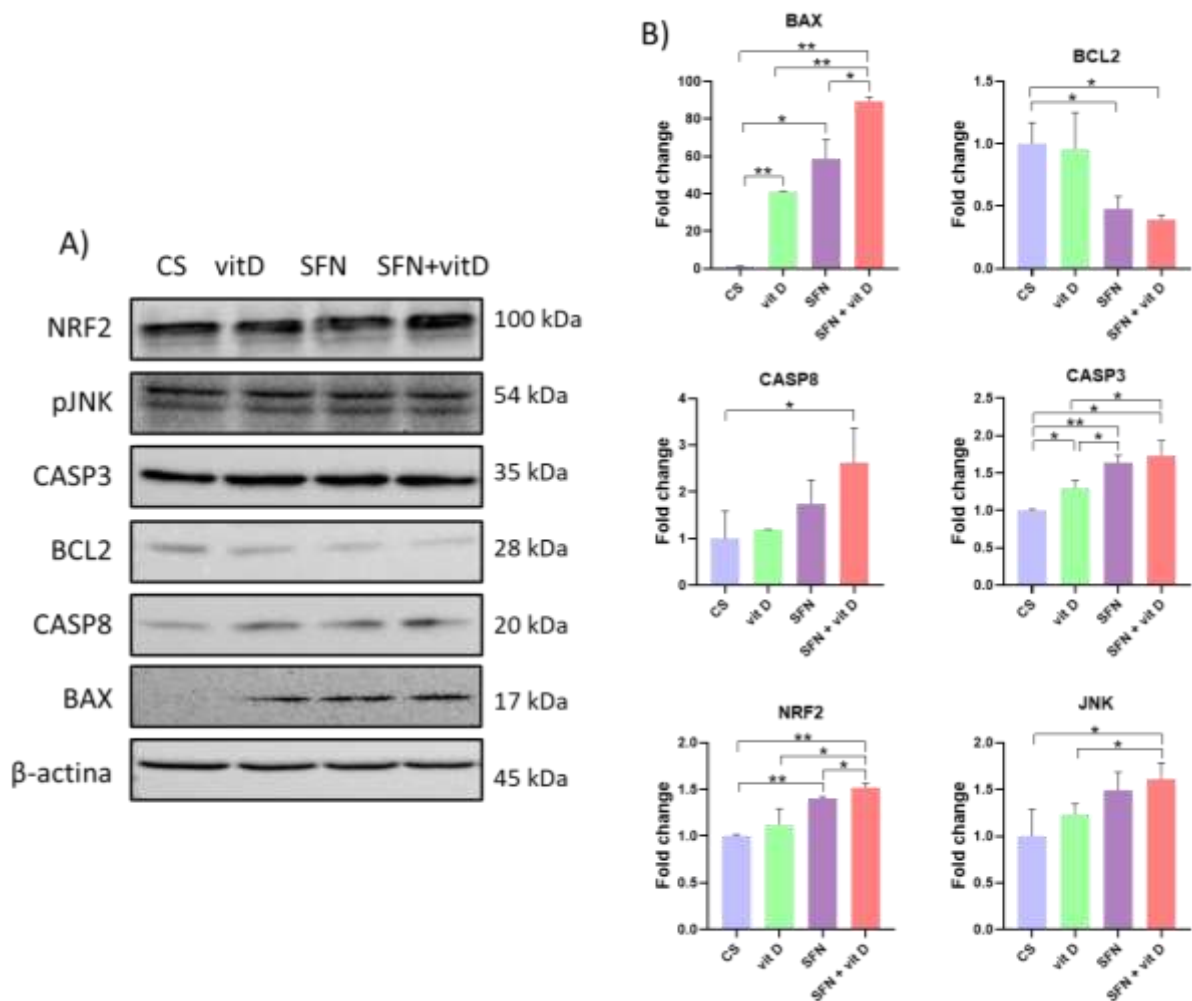 A)
CS vitD SFN SFN+vitD
NRF2 100 kDa
pJNK 54 kDa
CASP3 35 kDa
BCL2 28 kDa
CASP8 20 kDa
BAX 17 kDa
β-actina 45 kDa
B)
BAX
** 
**
*
*
**
Fold change
100
80
60
40
20
0
CS
vit D
SFN
SFN + vit D
BCL2
*
*
Fold change
1.5
1.0
0.5
0.0
CS
vit D
SFN
SFN + vit D
CASP8
*
Fold change
4
3
2
1
0
CS
vit D
SFN
SFN + vit D
CASP3
*
*
**
*
*
Fold change
2.5
2.0
1.5
1.0
0.5
0.0
CS
vit D
SFN
SFN + vit D
NRF2
**
*
*
**
Fold change
2.0
1.5
1.0
0.5
0.0
CS
vit D
SFN
SFN + vit D
JNK
*
*
Fold change
2.0
1.5
1.0
0.5
0.0
CS
vit D
SFN
SFN + vit D